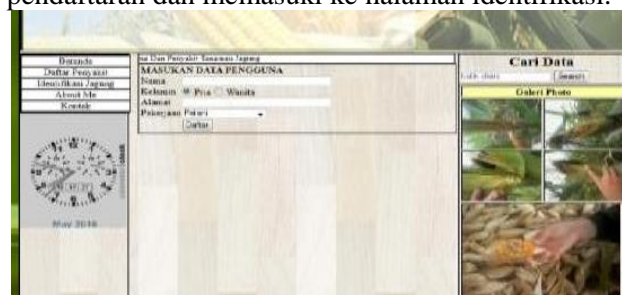 pendaftaran dan memasuki ke halaman identifikasi.
Beranda
Daftar Penyakit
Identifikasi Jagung
About Me
Kontak
May 2016
Dan Penyakit Tanaman Jagung
MASUKAN DATA PENGGUNA
Nama
Kelamin Pria Wanita
Alamat
Pekerjaan Petani
Daftar
Cari Data
Search
Galeri Photo